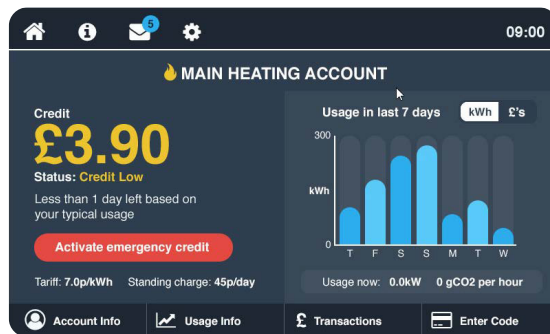 5
09:00
MAIN HEATING ACCOUNT
Credit
£3.90
Status: Credit Low
Less than 1 day left based on
your typical usage
Activate emergency credit
Tariff: 7.0p/kWh Standing charge: 45p/day
Usage in last 7 days kWh £'s
300
kWh
0
T F S S M T W
Usage now: 0.0kW 0 gCO2 per hour
Account Info Usage Info £ Transactions Enter Code